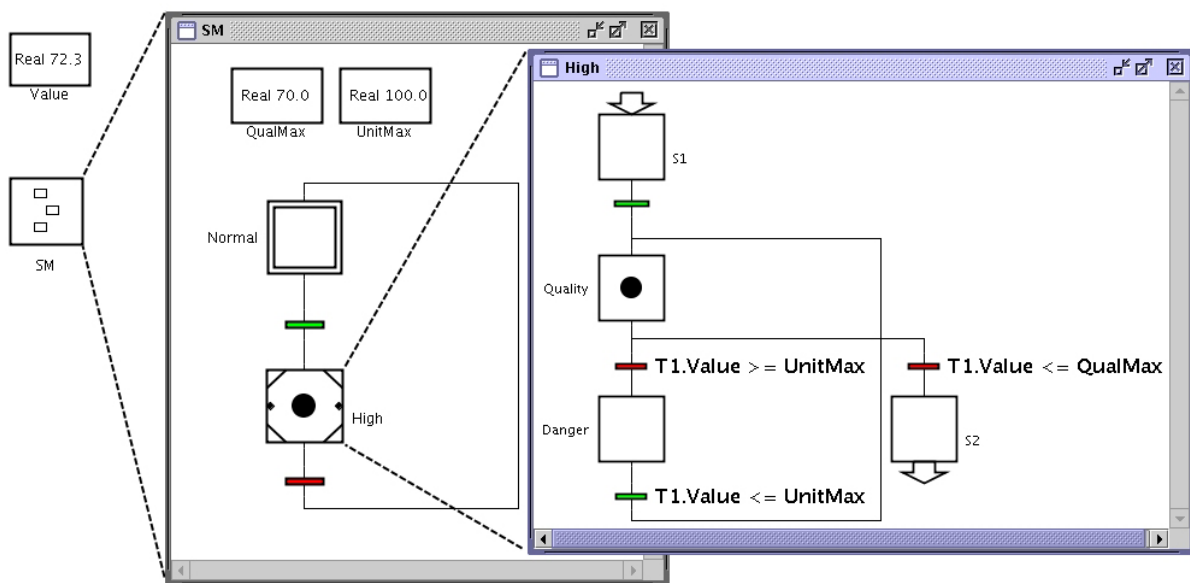 Real 72.3
Value
SM
SM
Real 70.0
QualMax
Real 100.0
UnitMax
Normal
High
High
S1
Quality
T1.Value >= UnitMax
T1.Value <= QualMax
Danger
S2
T1.Value <= UnitMax